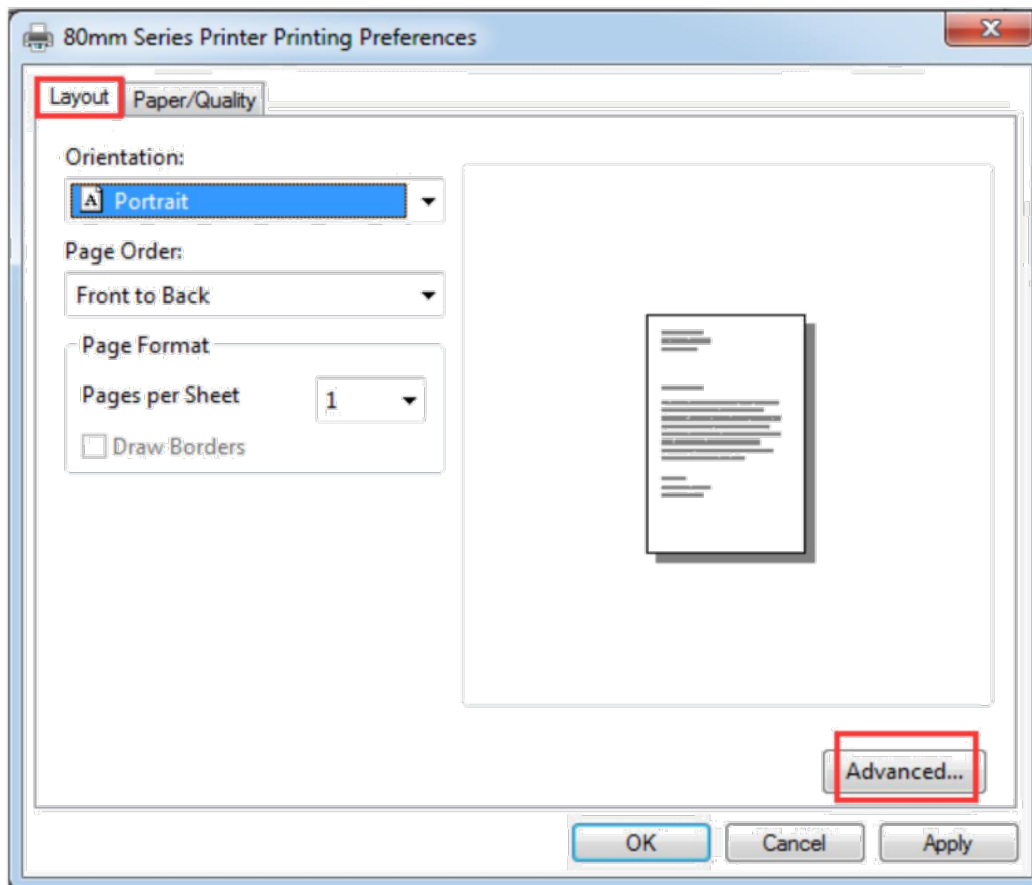 80mm Series Printer Printing Preferences
Layout
Paper/Quality
Orientation:
A Portrait
Page Order:
Front to Back
Page Format
Pages per Sheet
1
Draw Borders
Advanced...
OK
Cancel
Apply